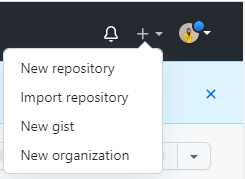 New repository
Import repository
New gist
New organization